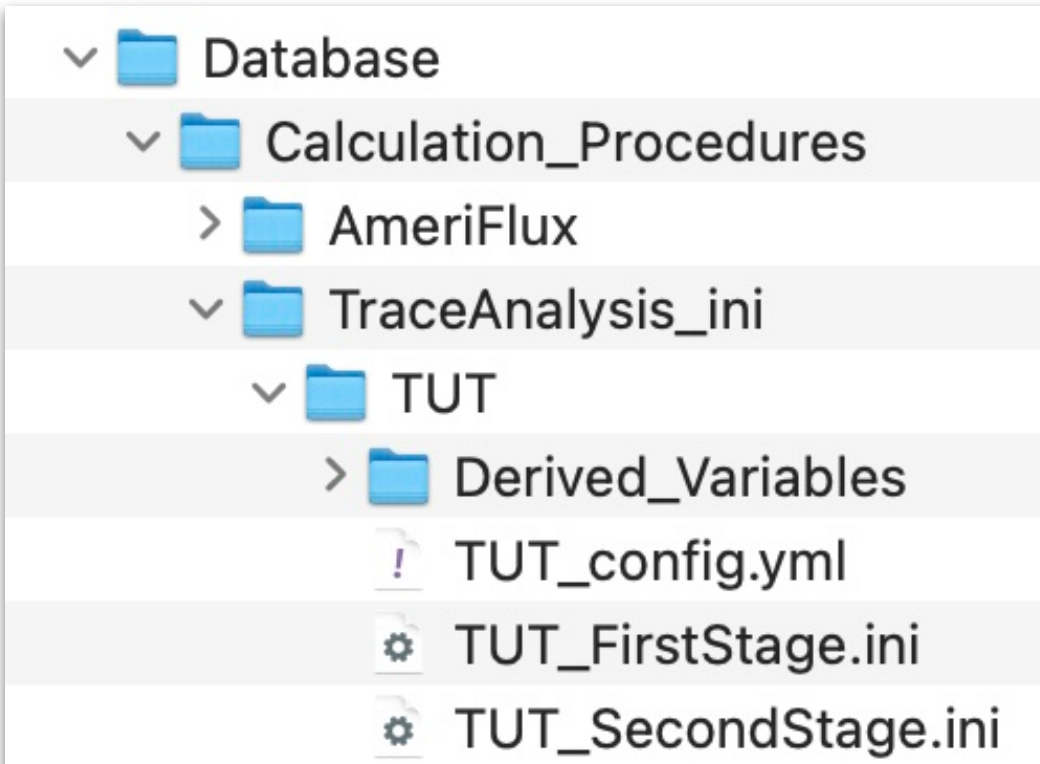 Database
Calculation_Procedures
AmeriFlux
TraceAnalysis_ini
TUT
Derived_Variables
TUT_config.yml
TUT_FirstStage.ini
TUT_SecondStage.ini